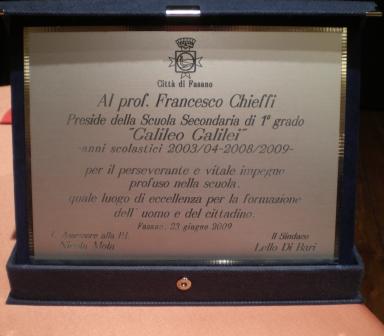 Città di Fasano
Al prof. Francesco Chieffi
Preside della Scuola Secondaria di 1° grado
"Galileo Galilei"
-anni scolastici 2003/04-2008/2009-
per il perseverante e vitale impegno
profuso nella scuola,
quale luogo di eccellenza per la formazione
dell'uomo e del cittadino.
Fasano, 23 giugno 2009
L'Assessore alla P.I. Il Sindaco
Nicola Mola Lello Di Bari